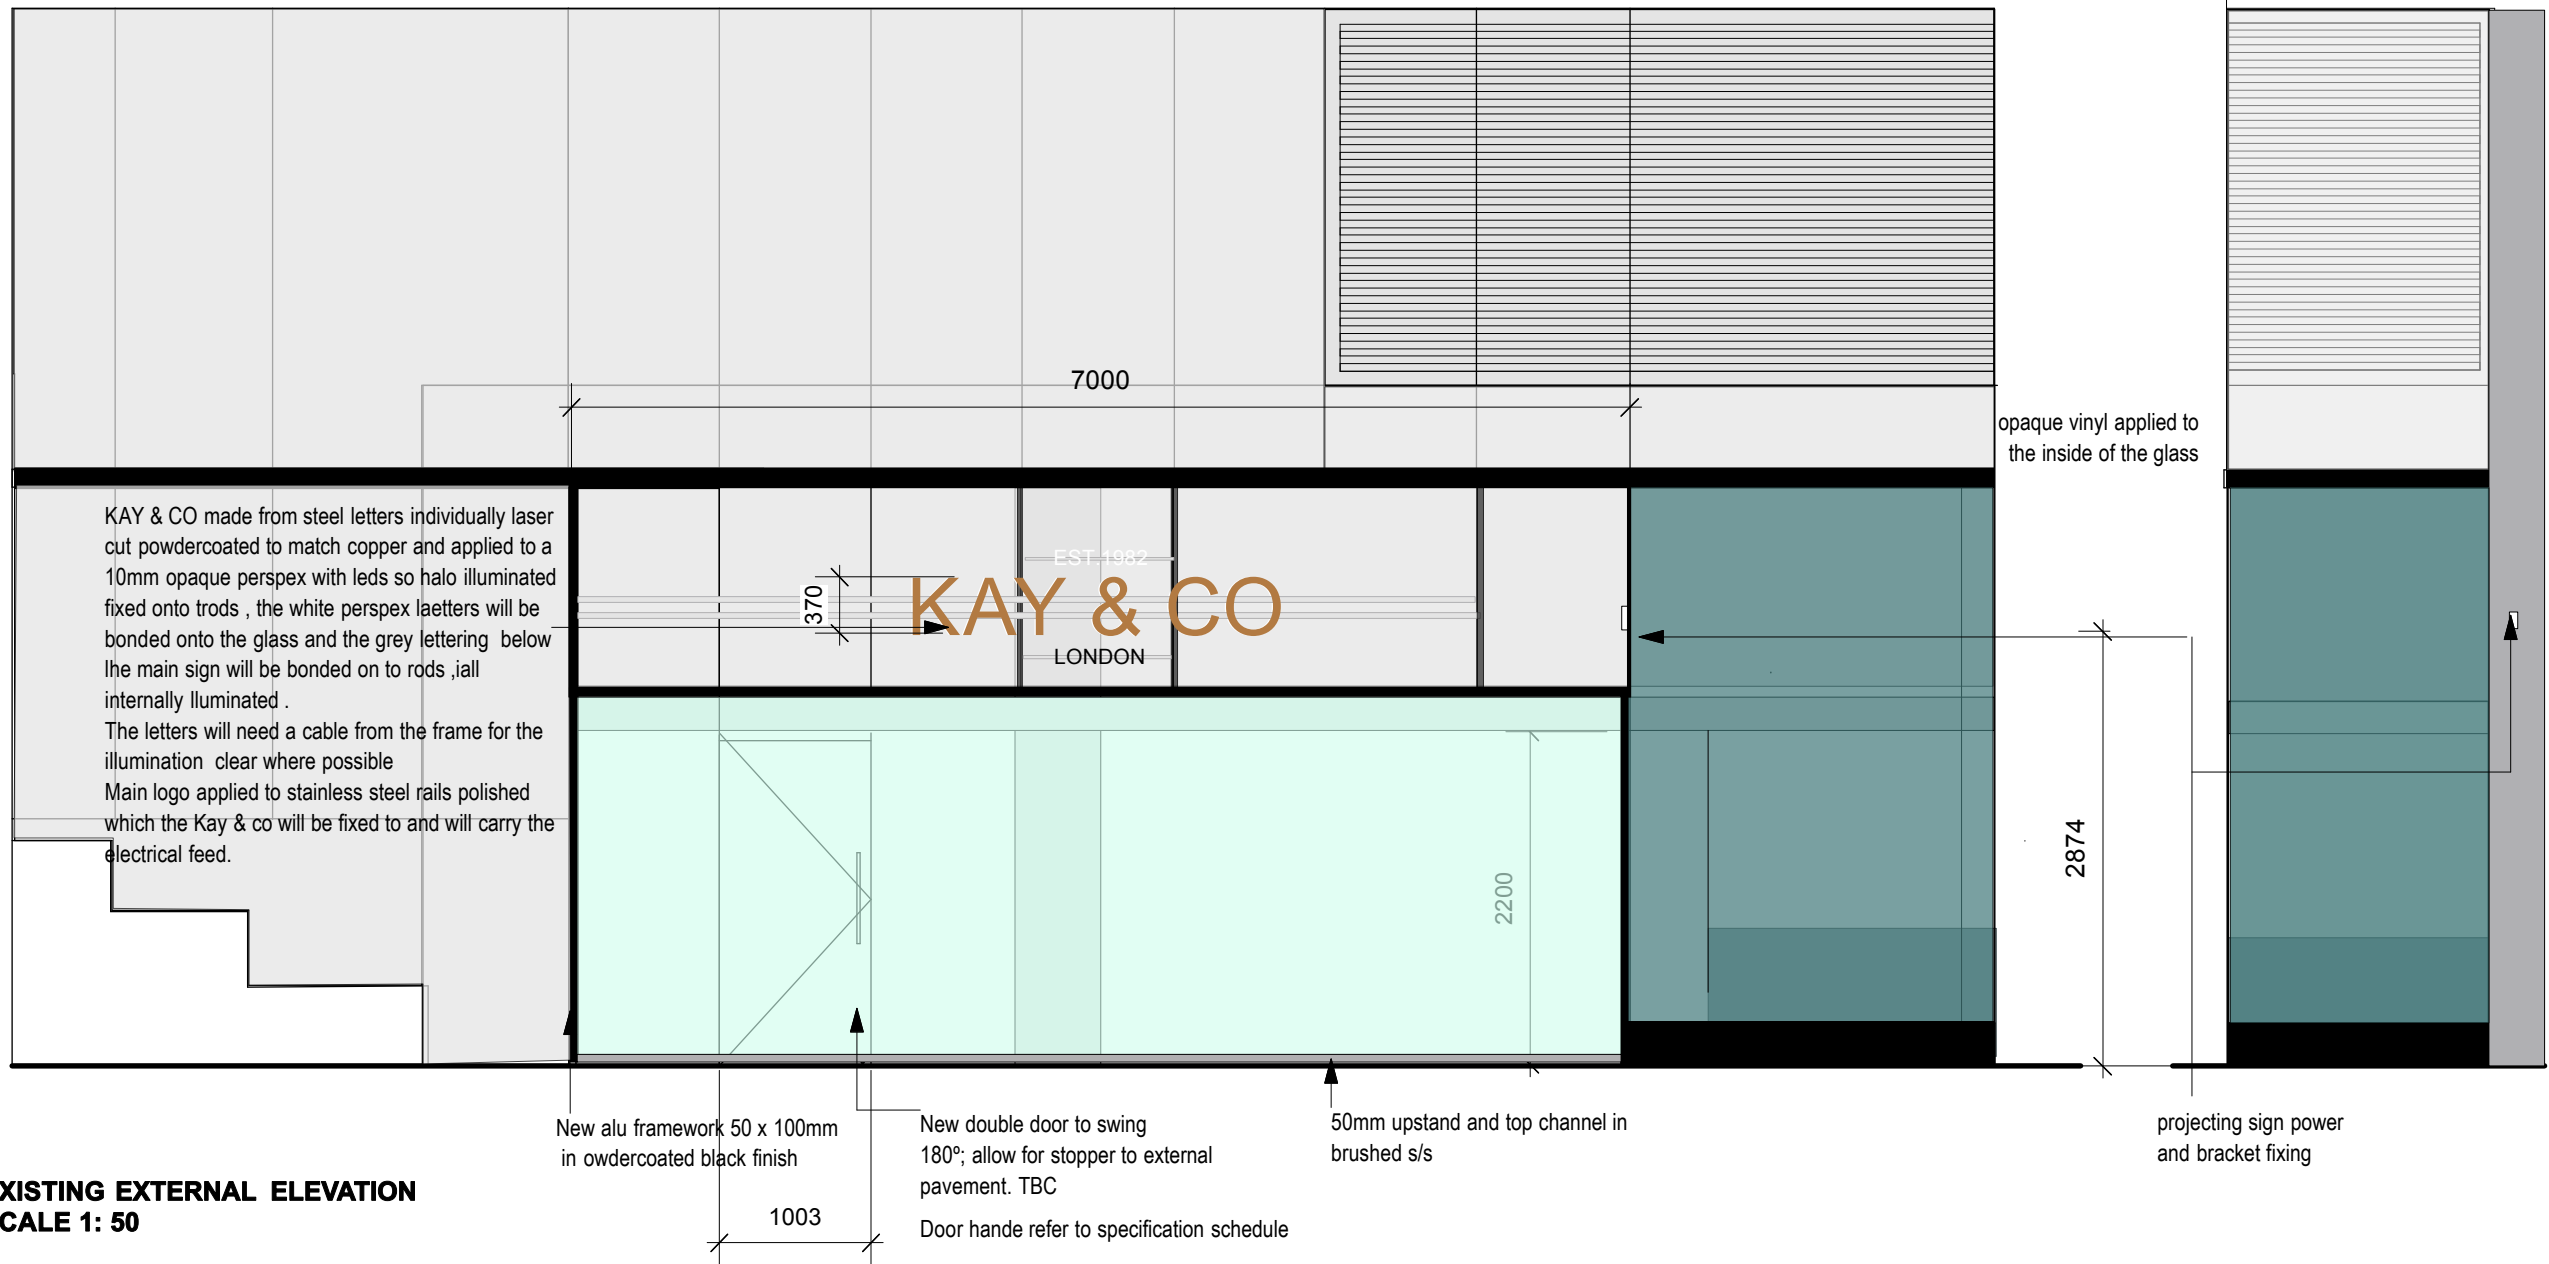 7000
opaque vinyl applied to
the inside of the glass
KAY & CO made from steel letters individually laser
cut powdercoated to match copper and applied to a
10mm opaque perspex with leds so halo illuminated
fixed onto trods , the white perspex laetters will be
bonded onto the glass and the grey lettering below
lhe main sign will be bonded on to rods ,iall
internally lluminated .
The letters will need a cable from the frame for the
illumination clear where possible
Main logo applied to stainless steel rails polished
which the Kay & co will be fixed to and will carry the
electrical feed.
EST.1982
370
KAY & CO
LONDON
2200
2874
New alu framework 50 x 100mm
in owdercoated black finish
New double door to swing
180º; allow for stopper to external
pavement. TBC
Door hande refer to specification schedule
50mm upstand and top channel in
brushed s/s
projecting sign power
and bracket fixing
XISTING EXTERNAL ELEVATION
CALE 1: 50
1003